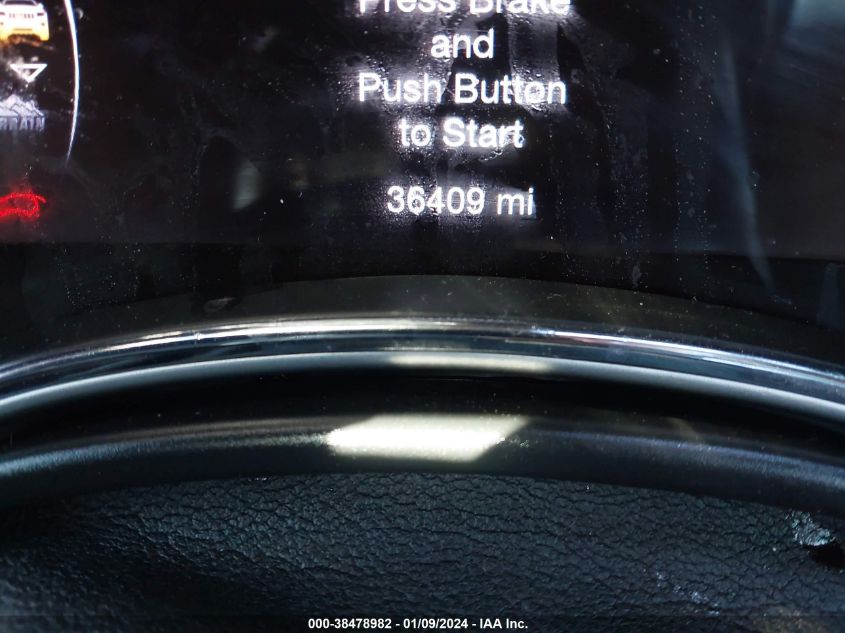 Press Brake
and
Push Button
to Start
36409 mi
000-38478982 - 01/09/2024 - IAA Inc.